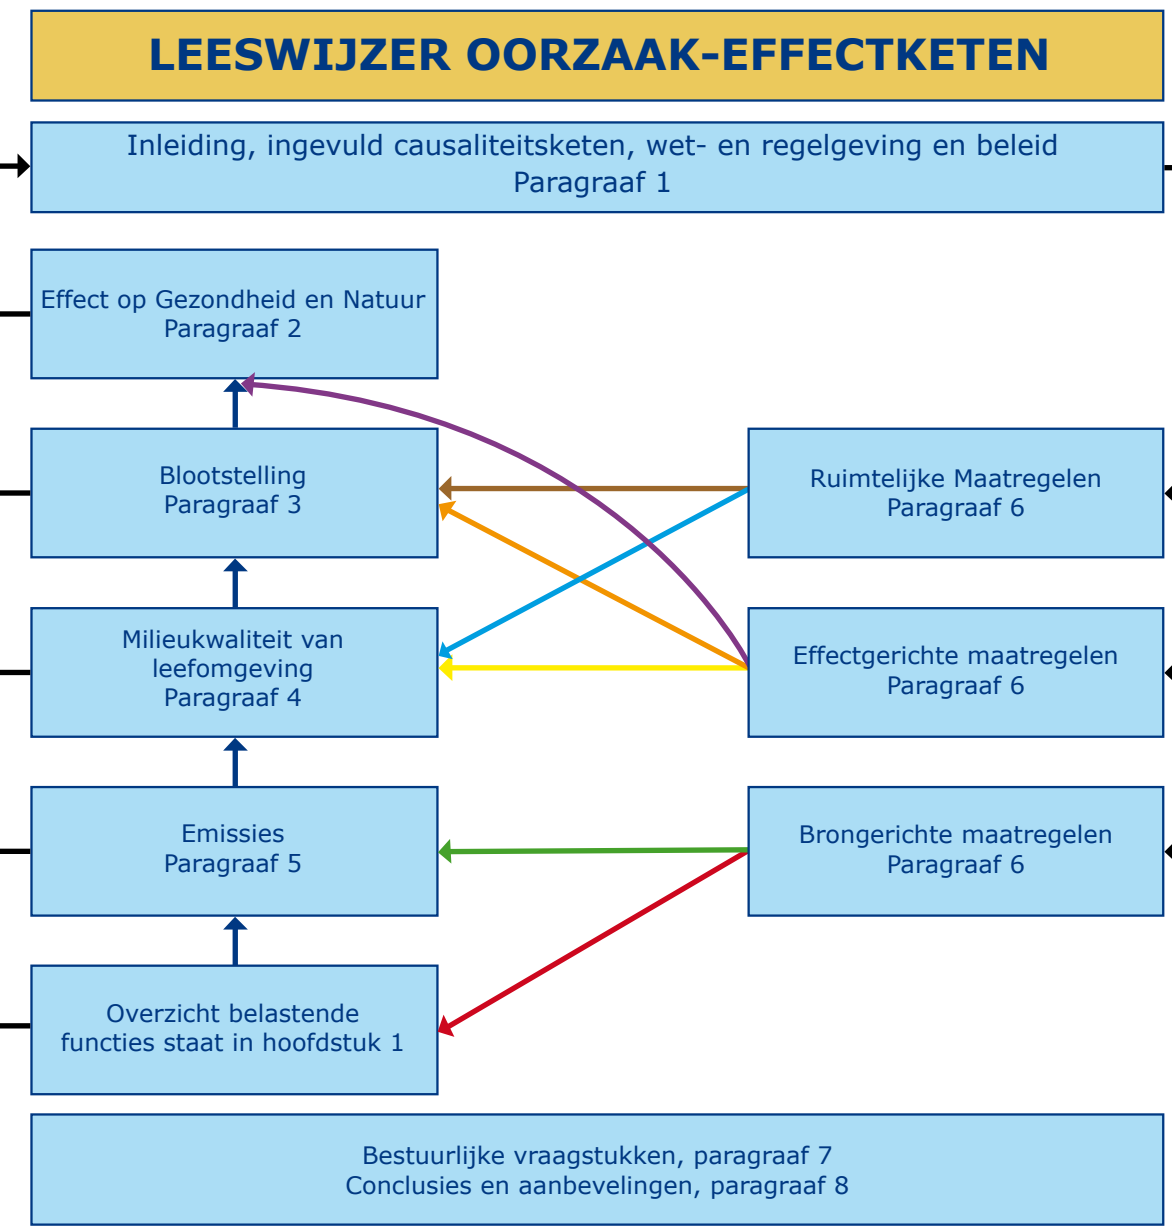 LEESWIJZER OORZAAK-EFFECTKETEN
Inleiding, ingevuld causaliteitsketen, wet- en regelgeving en beleid
Paragraaf 1
Effect op Gezondheid en Natuur
Paragraaf 2
Blootstelling
Paragraaf 3
Ruimtelijke Maatregelen
Paragraaf 6
Milieukwaliteit van
leefomgeving
Paragraaf 4
Effectgerichte maatregelen
Paragraaf 6
Emissies
Paragraaf 5
Brongerichte maatregelen
Paragraaf 6
Overzicht belastende
functies staat in hoofdstuk 1
Bestuurlijke vraagstukken, paragraaf 7
Conclusies en aanbevelingen, paragraaf 8